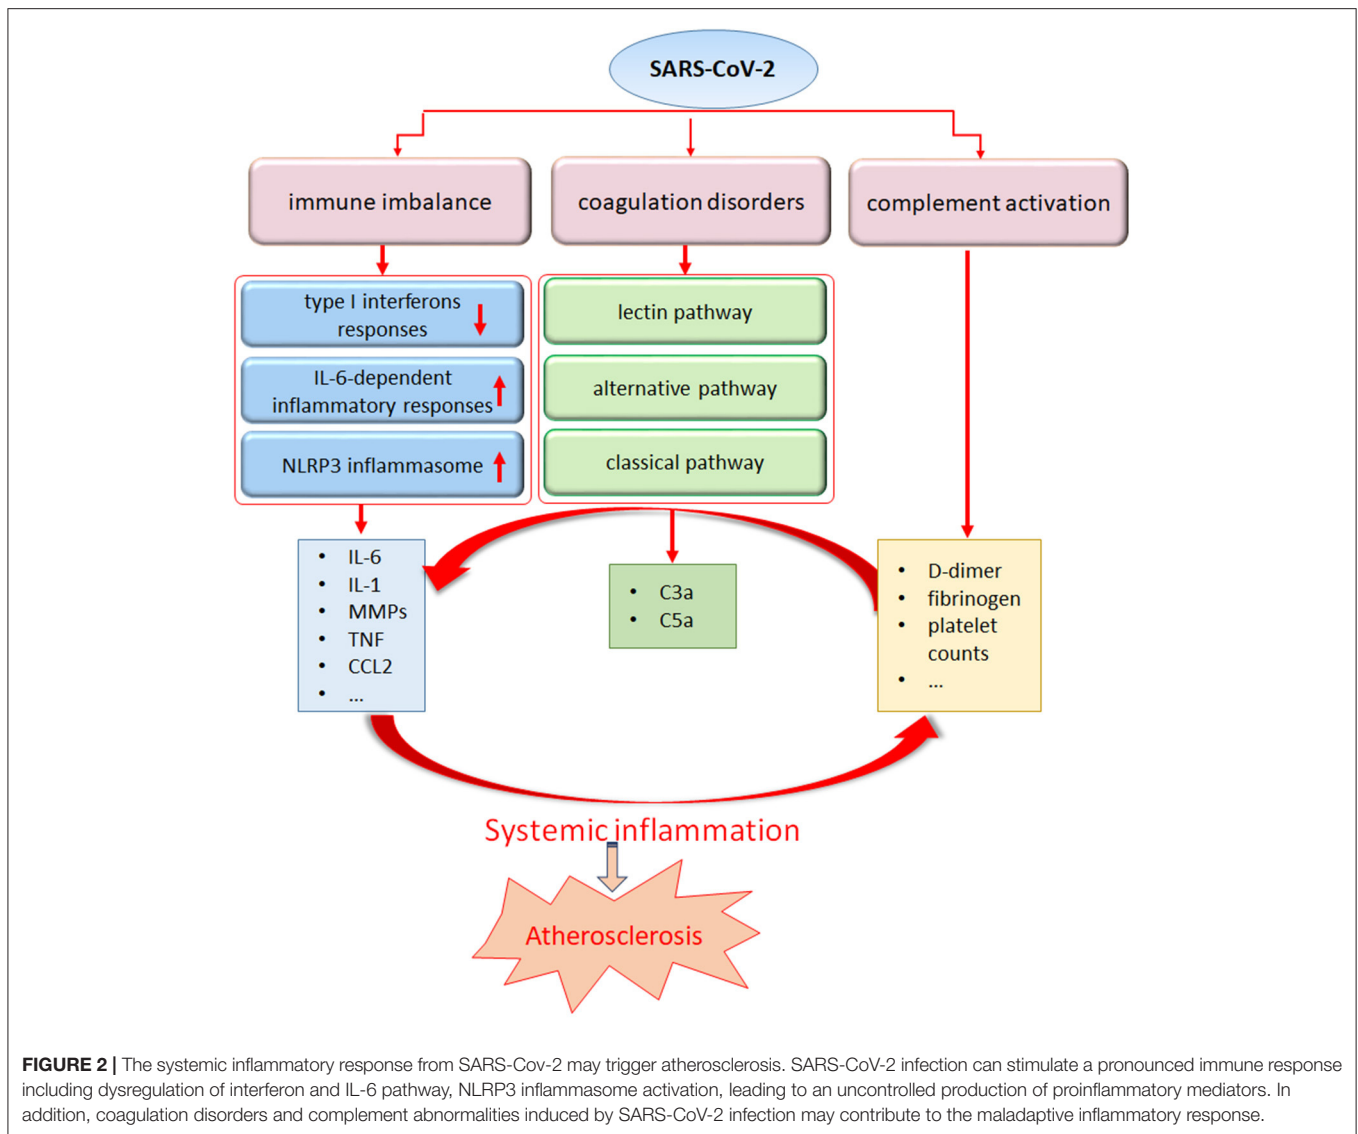 SARS-CoV-2
immune imbalance
coagulation disorders
complement activation
type I interferons
responses
IL-6-dependent
inflammatory responses
NLRP3 inflammasome
lectin pathway
alternative pathway
classical pathway
• IL-6
• IL-1
• MMPs
• TNF
• CCL2
• ...
• C3a
• C5a
• D-dimer
• fibrinogen
• platelet
counts
• ...
Systemic inflammation
Atherosclerosis
FIGURE 2 | The systemic inflammatory response from SARS-Cov-2 may trigger atherosclerosis. SARS-CoV-2 infection can stimulate a pronounced immune response
including dysregulation of interferon and IL-6 pathway, NLRP3 inflammasome activation, leading to an uncontrolled production of proinflammatory mediators. In
addition, coagulation disorders and complement abnormalities induced by SARS-CoV-2 infection may contribute to the maladaptive inflammatory response.